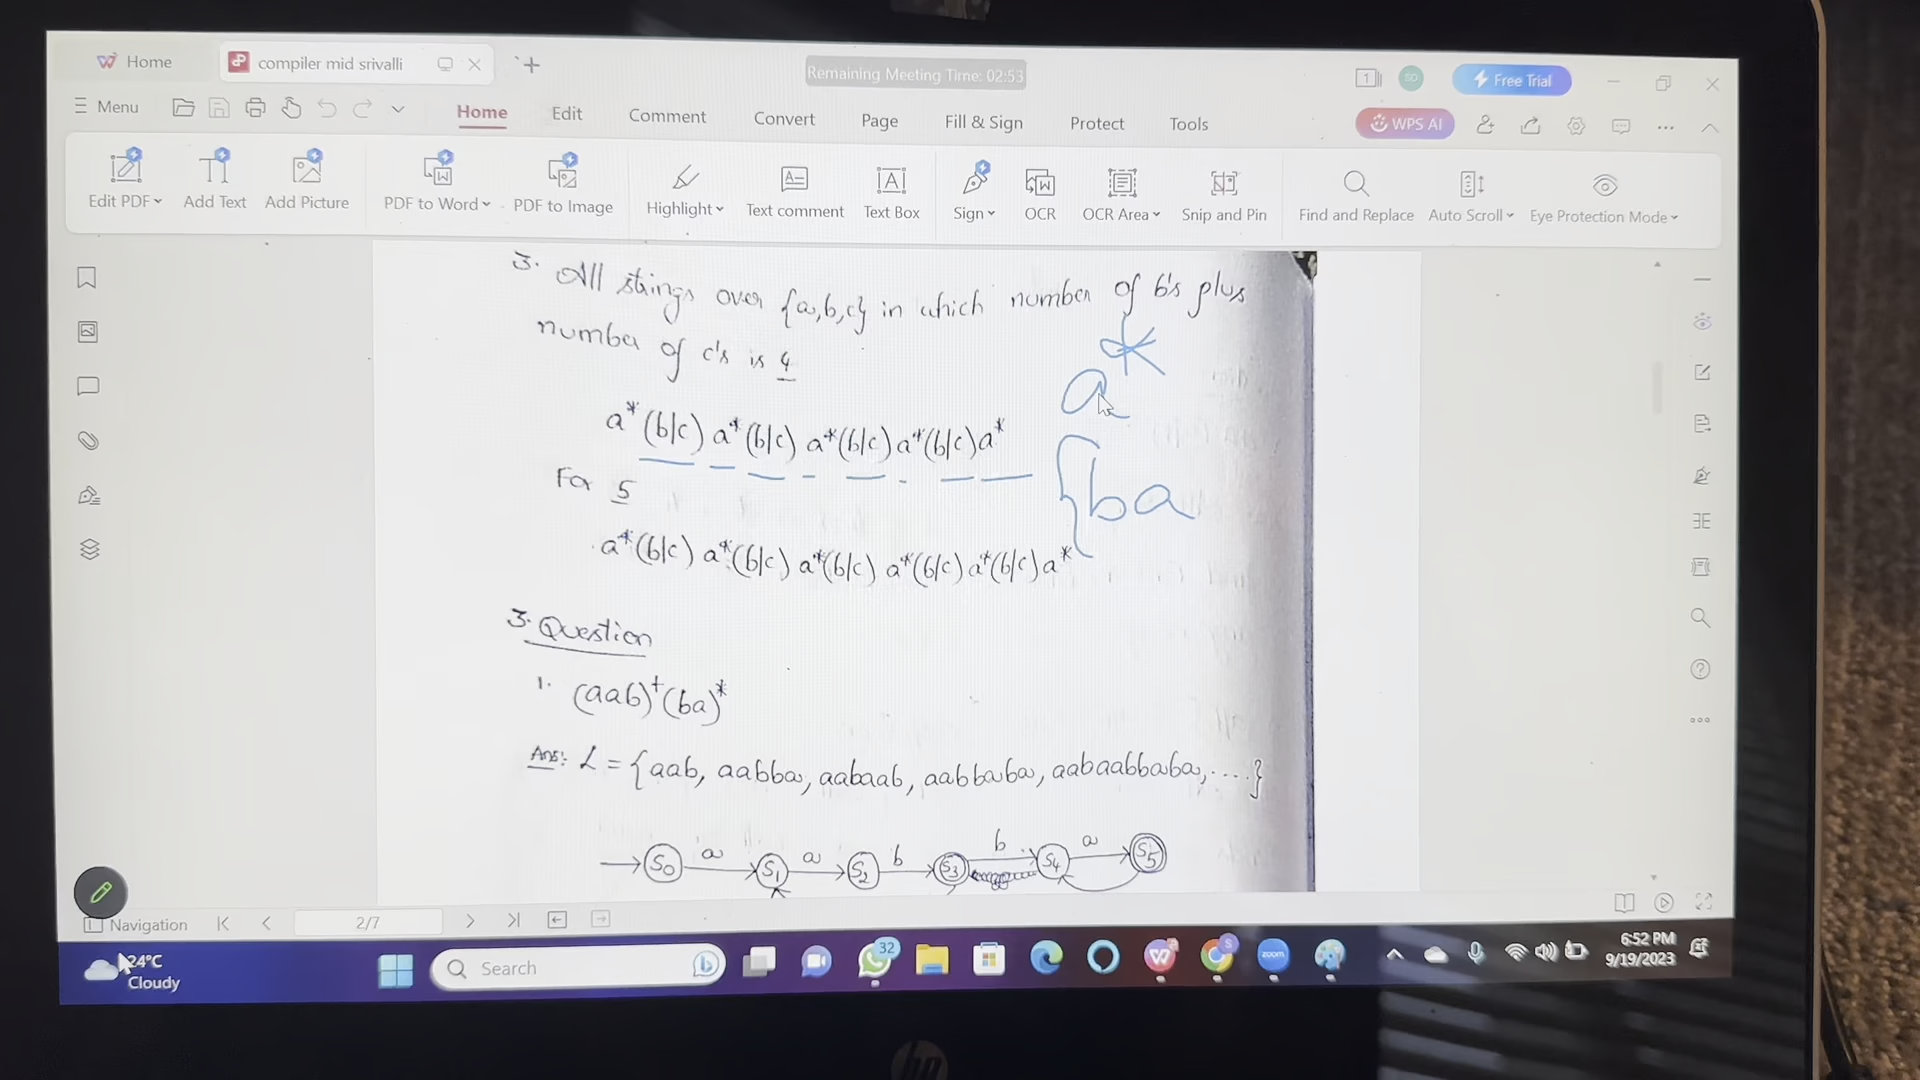 Home
compiler mid srivalli
Remaining Meeting Time: 02:53
1
SD
Free Trial
Menu
Home Edit Comment Convert Page Fill & Sign Protect Tools
WPS AI
Edit PDF Add Text Add Picture PDF to Word PDF to Image Highlight Text comment Text Box Sign OCR OCR Area Snip and Pin Find and Replace Auto Scroll Eye Protection Mode
3. All strings over {a,b,c} in which number of b's plus
number of c's is 4
a*
a*(b|c) a*(b|c) a*(b|c) a*(b|c) a*
{ba
For 5
a*(b|c) a*(b|c) a*(b|c) a*(b|c) a*(b|c) a*
3. Question
1. (aab)+(ba)*
Ans: L = {aab, aabba, aabaab, aabbaba, aabaabbaba, ....}
S0 a S1 a S2 b S3 b S4 a S5
Navigation
2/7
24°C
Cloudy
Search
32
S
zoom
6:52 PM
9/19/2023
hp